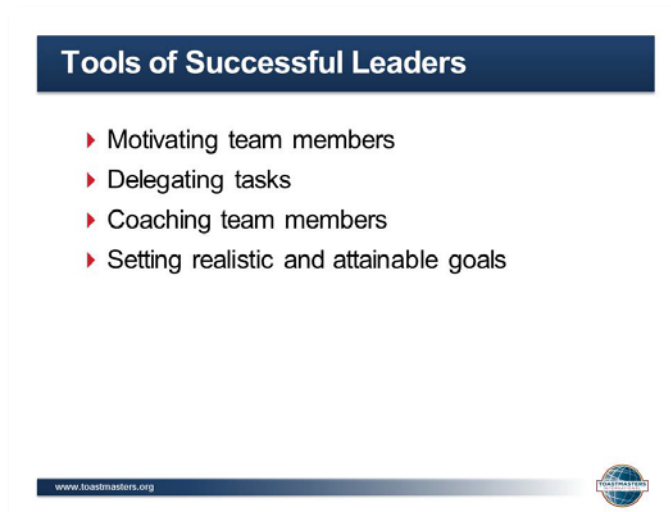 Tools of Successful Leaders
Motivating team members
Delegating tasks
Coaching team members
Setting realistic and attainable goals
www.toastmasters.org
TOASTMASTERS
INTERNATIONAL